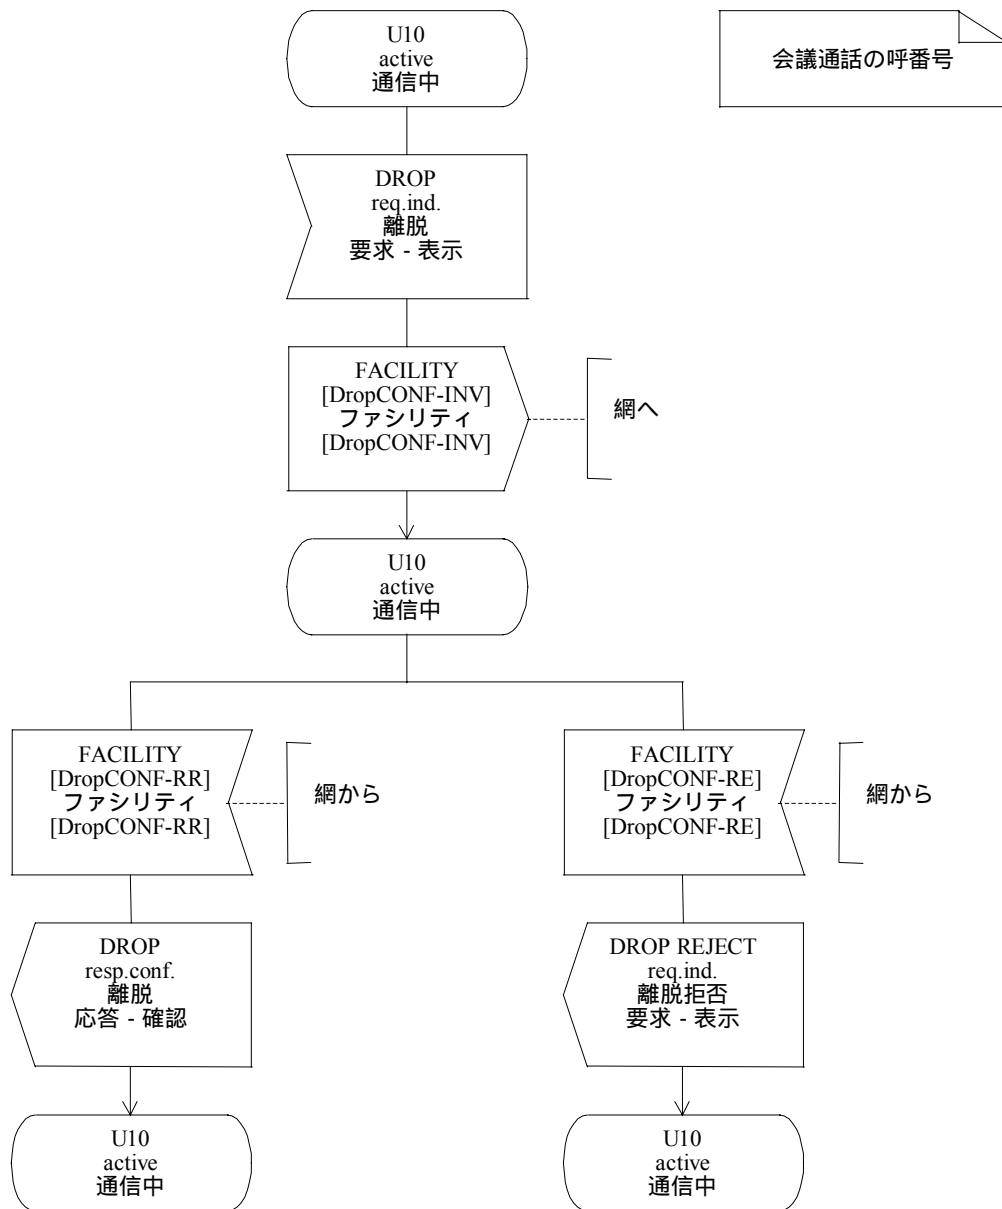 U10
active
通信中
会議通話の呼番号
DROP
req.ind.
離脱
要求 - 表示
FACILITY
[DropCONF-INV]
ファシリティ
[DropCONF-INV]
網へ
U10
active
通信中
FACILITY
[DropCONF-RR]
ファシリティ
[DropCONF-RR]
網から
FACILITY
[DropCONF-RE]
ファシリティ
[DropCONF-RE]
網から
DROP
resp.conf.
離脱
応答 - 確認
DROP REJECT
req.ind.
離脱拒否
要求 - 表示
U10
active
通信中
U10
active
通信中